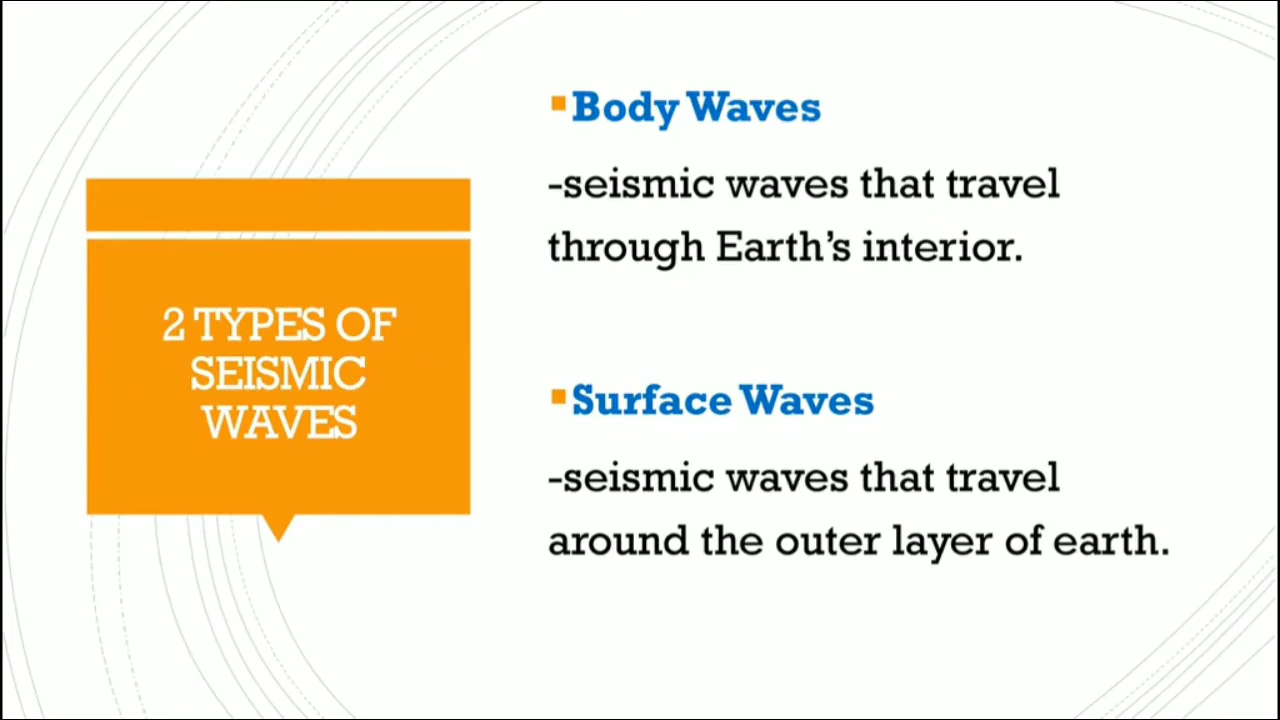 2 TYPES OF
SEISMIC
WAVES
Body Waves
-seismic waves that travel
through Earth’s interior.
Surface Waves
-seismic waves that travel
around the outer layer of earth.